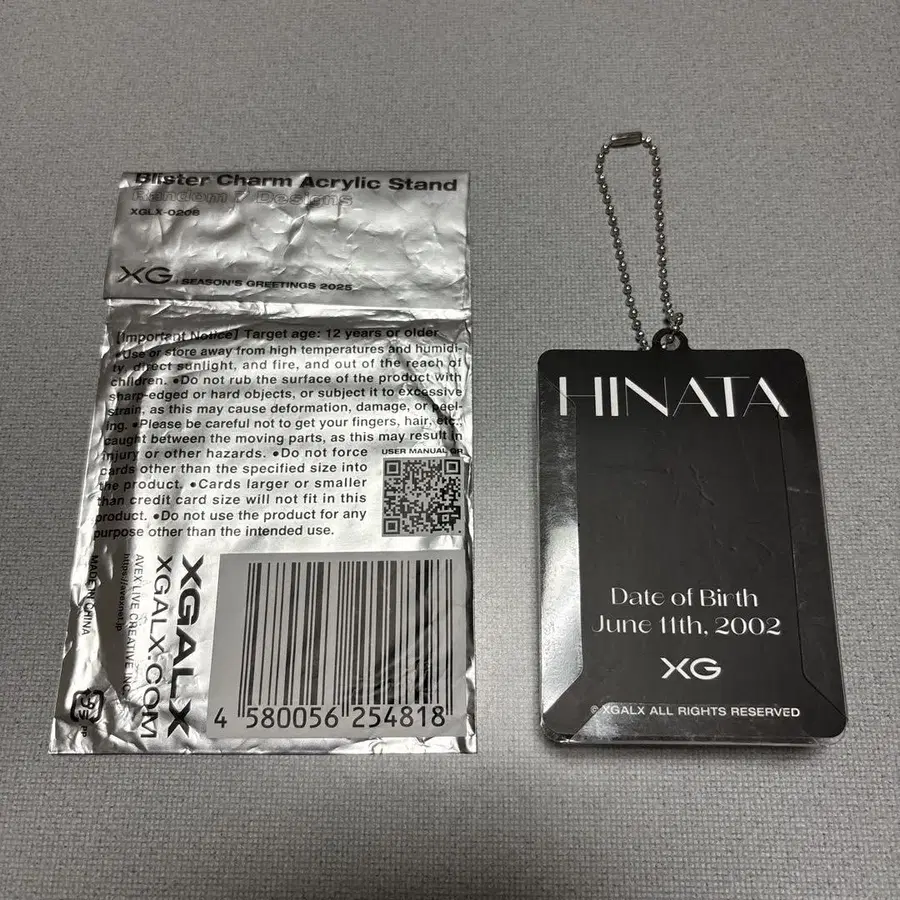 Blister Charm Acrylic Stand
Random 7 Designs
XGLX-0208
XG SEASON'S GREETINGS 2025
[Important Notice] Target age: 12 years or older
•Use or store away from high temperatures and humidi-
ty, direct sunlight, and fire, and out of the reach of
children. •Do not rub the surface of the product with
sharp-edged or hard objects, or subject it to excessive
strain, as this may cause deformation, damage, or peel-
ing. •Please be careful not to get your fingers, hair, etc.,
caught between the moving parts, as this may result in
injury or other hazards. •Do not force
cards other than the specified size into
the product. •Cards larger or smaller
than credit card size will not fit in this
product. •Do not use the product for any
purpose other than the intended use.
USER MANUAL QR
XGALX
XGALX.COM
AVEX LIVE CREATIVE INC.
https://avexnet.jp
MADE IN CHINA
PP
4 580056 254818
HINATA
Date of Birth
June 11th, 2002
XG
© XGALX ALL RIGHTS RESERVED